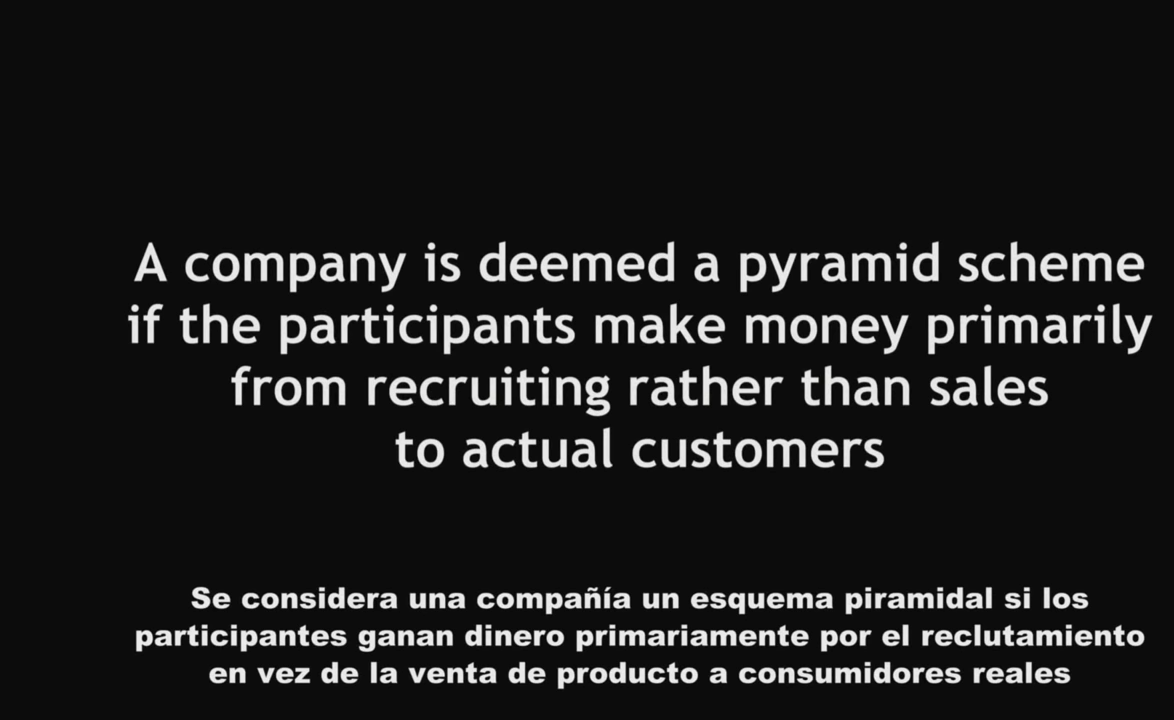 A company is deemed a pyramid scheme
if the participants make money primarily
from recruiting rather than sales
to actual customers
Se considera una compañía un esquema piramidal si los
participantes ganan dinero primariamente por el reclutamiento
en vez de la venta de producto a consumidores reales